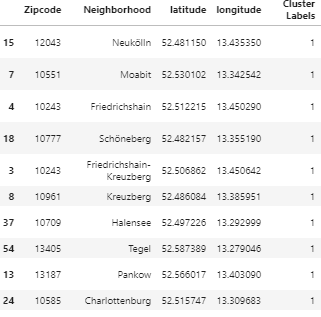 Zipcode Neighborhood latitude longitude Cluster Labels
15 12043 Neukölln 52.481150 13.435350 1
7 10551 Moabit 52.530102 13.342542 1
4 10243 Friedrichshain 52.512215 13.450290 1
18 10777 Schöneberg 52.482157 13.355190 1
3 10243 Friedrichshain-Kreuzberg 52.506862 13.450642 1
8 10961 Kreuzberg 52.486084 13.385951 1
37 10709 Halensee 52.497226 13.292999 1
54 13405 Tegel 52.587389 13.279046 1
13 13187 Pankow 52.566017 13.403090 1
24 10585 Charlottenburg 52.515747 13.309683 1